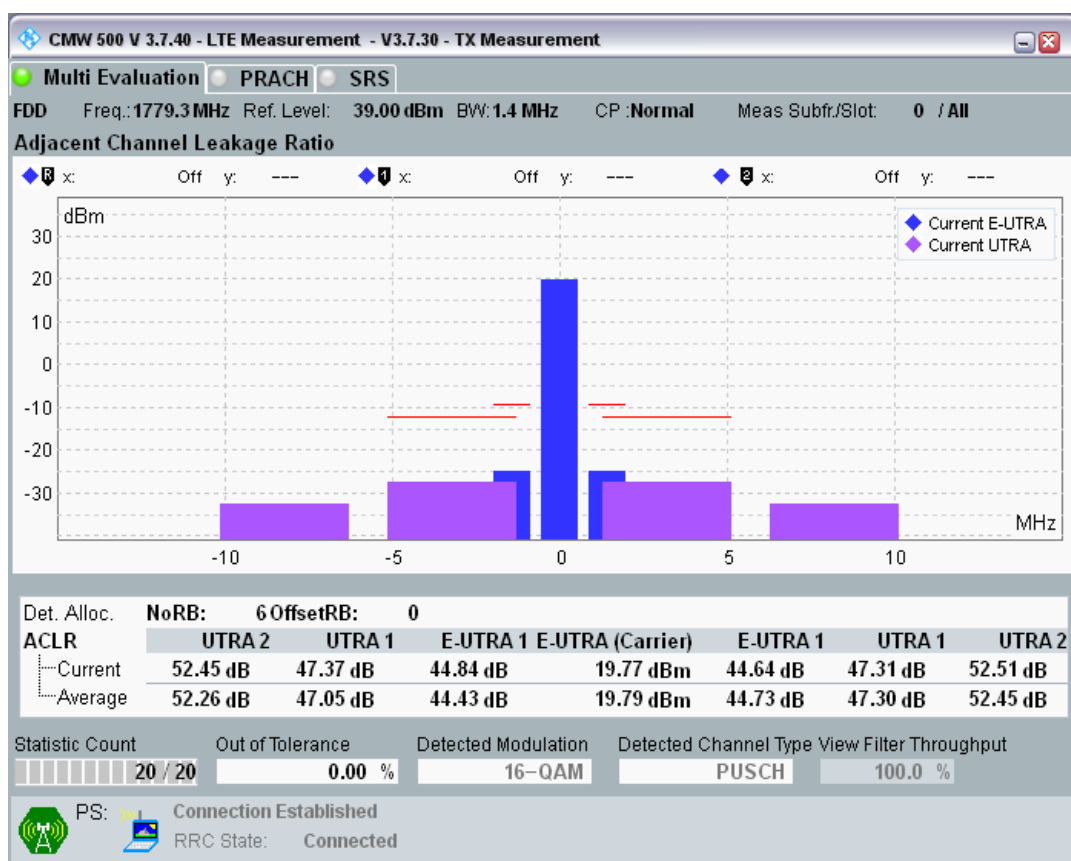 CMW 500 V 3.7.40 - LTE Measurement - V3.7.30 - TX Measurement
Multi Evaluation PRACH SRS
FDD Freq.: 1779.3 MHz Ref. Level: 39.00 dBm BW: 1.4 MHz CP : Normal Meas Subfr./Slot: 0 / All
Adjacent Channel Leakage Ratio
R x: Off y: --- 1 x: Off y: --- 2 x: Off y: ---
dBm
Current E-UTRA
Current UTRA
30
20
10
0
-10
-20
-30
MHz
-10 -5 0 5 10
Det. Alloc. NoRB: 6 OffsetRB: 0
ACLR UTRA 2 UTRA 1 E-UTRA 1 E-UTRA (Carrier) E-UTRA 1 UTRA 1 UTRA 2
Current 52.45 dB 47.37 dB 44.84 dB 19.77 dBm 44.64 dB 47.31 dB 52.51 dB
Average 52.26 dB 47.05 dB 44.43 dB 19.79 dBm 44.73 dB 47.30 dB 52.45 dB
Statistic Count Out of Tolerance Detected Modulation Detected Channel Type View Filter Throughput
20 / 20 0.00 % 16-QAM PUSCH 100.0 %
PS: Connection Established
RRC State: Connected